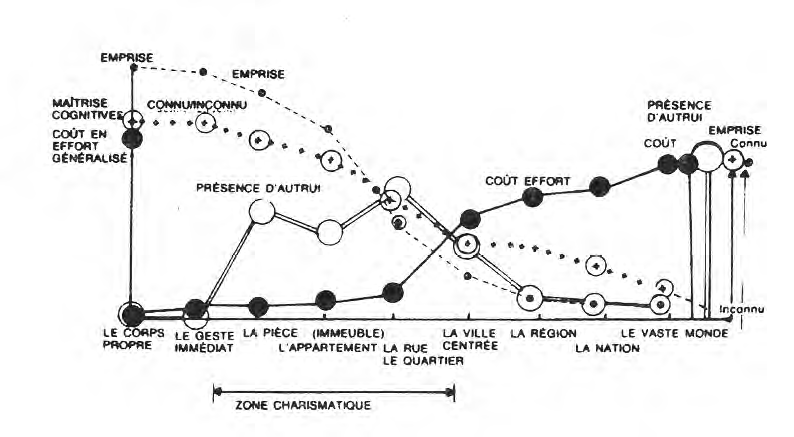 EMPRISE
EMPRISE
MAÎTRISE
COGNITIVES
CONNU/INCONNU
COÛT EN
EFFORT
GÉNÉRALISÉ
PRÉSENCE D'AUTRUI
COÛT EFFORT
PRÉSENCE
D'AUTRUI
EMPRISE
COÛT
Connu
Inconnu
LE CORPS
PROPRE
LE GESTE
IMMÉDIAT
LA PIÈCE
(IMMEUBLE)
L'APPARTEMENT
LA RUE
LE QUARTIER
LA VILLE
CENTRÉE
LA RÉGION
LA NATION
LE VASTE MONDE
ZONE CHARISMATIQUE